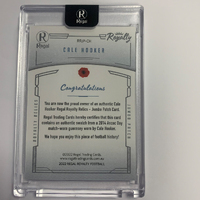 R
Regal
Royalty
CALE HOOKER
Congratulations
You are now the proud owner of an authentic Cale
Hooker Regal Royalty Relics - Jumbo Patch Card.
Regal Trading Cards hereby certifies that this card
contains an authentic swatch from a 2014 Anzac Day
match-worn guernsey worn by Cale Hooker.
We hope you enjoy this piece of football history!
Regal Trading Cards
2023 REGAL ROYALTY FOOTBALL